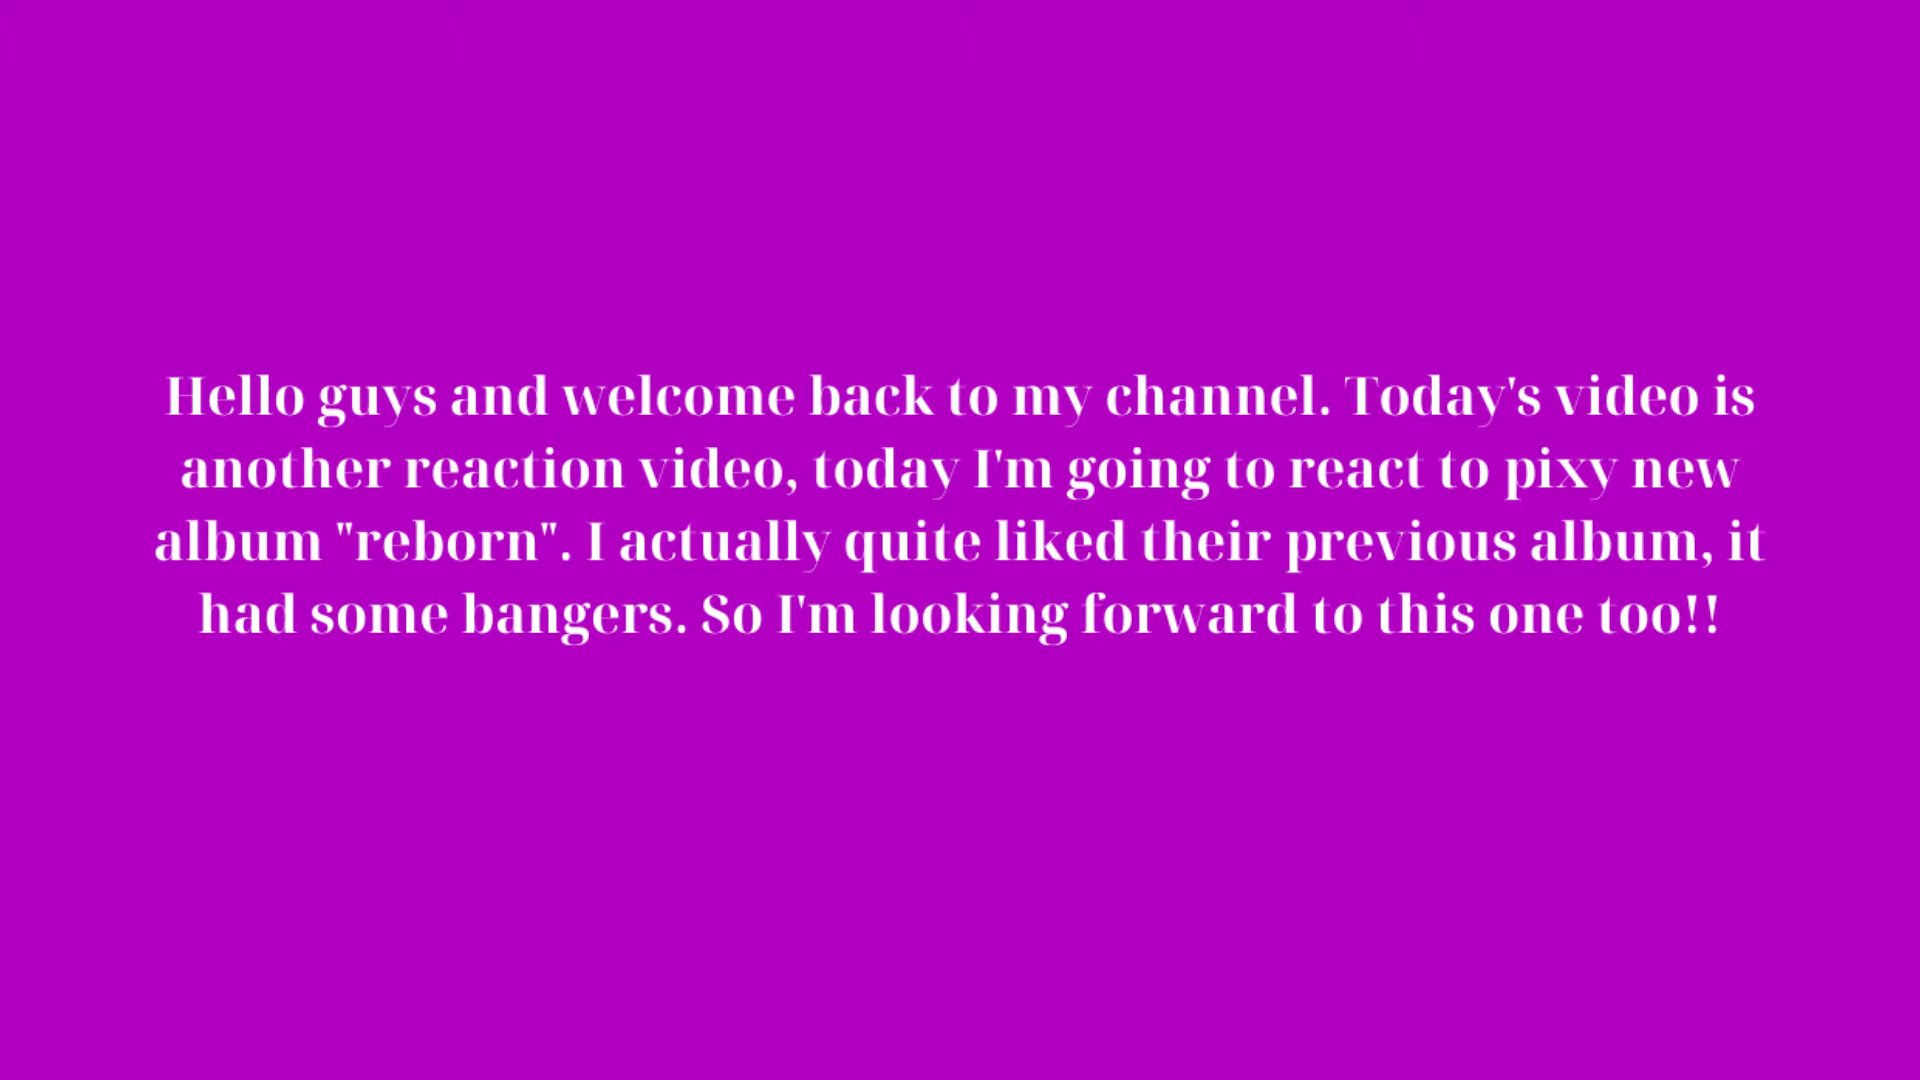 Hello guys and welcome back to my channel. Today's video is
another reaction video, today I'm going to react to pixy new
album "reborn". I actually quite liked their previous album, it
had some bangers. So I'm looking forward to this one too!!